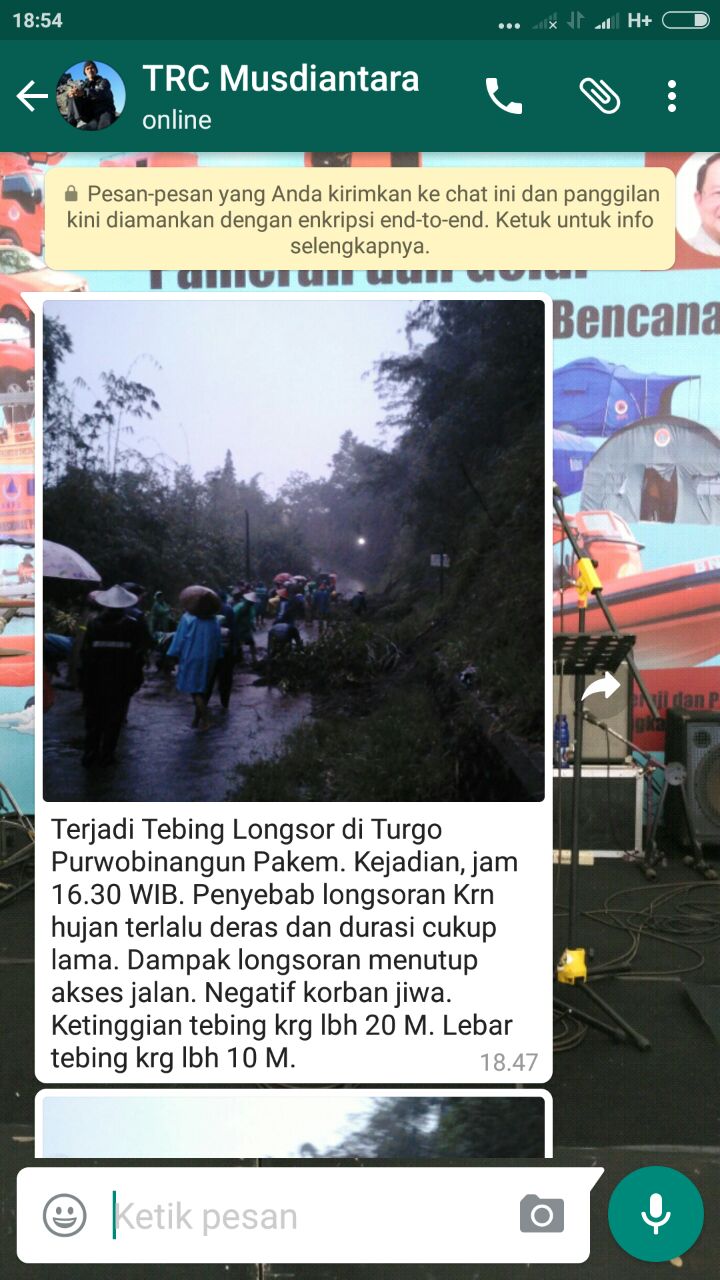 18:54
H+
TRC Musdiantara
online
Pesan-pesan yang Anda kirimkan ke chat ini dan panggilan
kini diamankan dengan enkripsi end-to-end. Ketuk untuk info
selengkapnya.
Pameran dan Gelar
Bencana
Terjadi Tebing Longsor di Turgo
Purwobinangun Pakem. Kejadian, jam
16.30 WIB. Penyebab longsoran Krn
hujan terlalu deras dan durasi cukup
lama. Dampak longsoran menutup
akses jalan. Negatif korban jiwa.
Ketinggian tebing krg lbh 20 M. Lebar
tebing krg lbh 10 M.
18.47
Ketik pesan